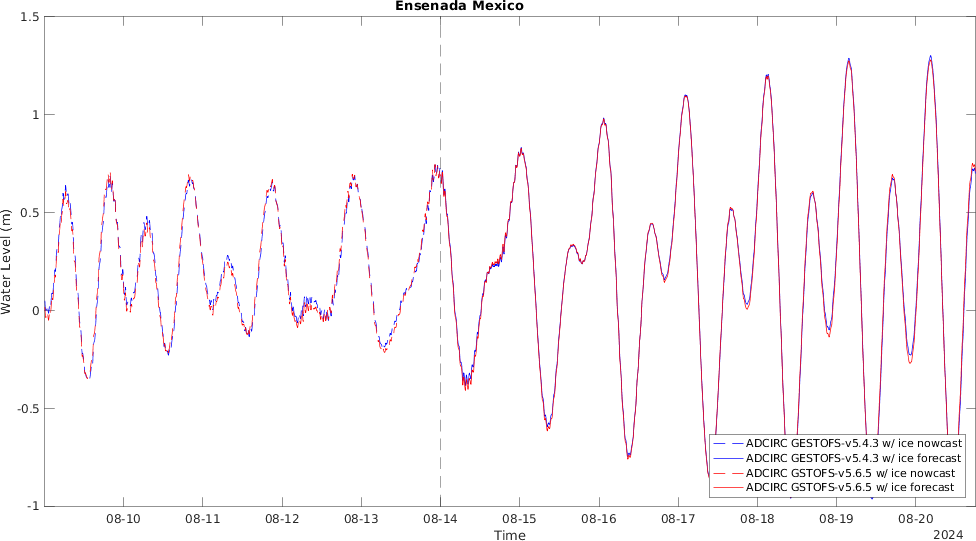 Ensenada Mexico
Water Level (m)
1.5
1
0.5
0
-0.5
-1
ADCIRC GESTOFS-v5.4.3 w/ ice nowcast
ADCIRC GESTOFS-v5.4.3 w/ ice forecast
ADCIRC GSTOFS-v5.6.5 w/ ice nowcast
ADCIRC GSTOFS-v5.6.5 w/ ice forecast
08-10 08-11 08-12 08-13 08-14 08-15 08-16 08-17 08-18 08-19 08-20
Time
2024